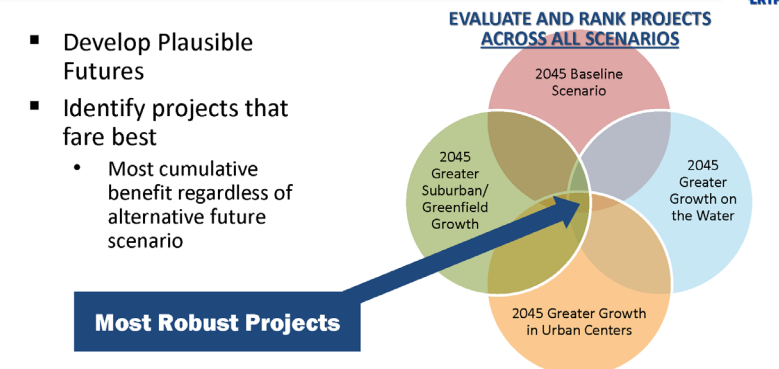 EVALUATE AND RANK PROJECTS
ACROSS ALL SCENARIOS
▪ Develop Plausible
Futures
▪ Identify projects that
fare best
• Most cumulative
benefit regardless of
alternative future
scenario
Most Robust Projects
2045 Baseline
Scenario
2045
Greater
Suburban/
Greenfield
Growth
2045
Greater
Growth on
the Water
2045 Greater Growth
in Urban Centers